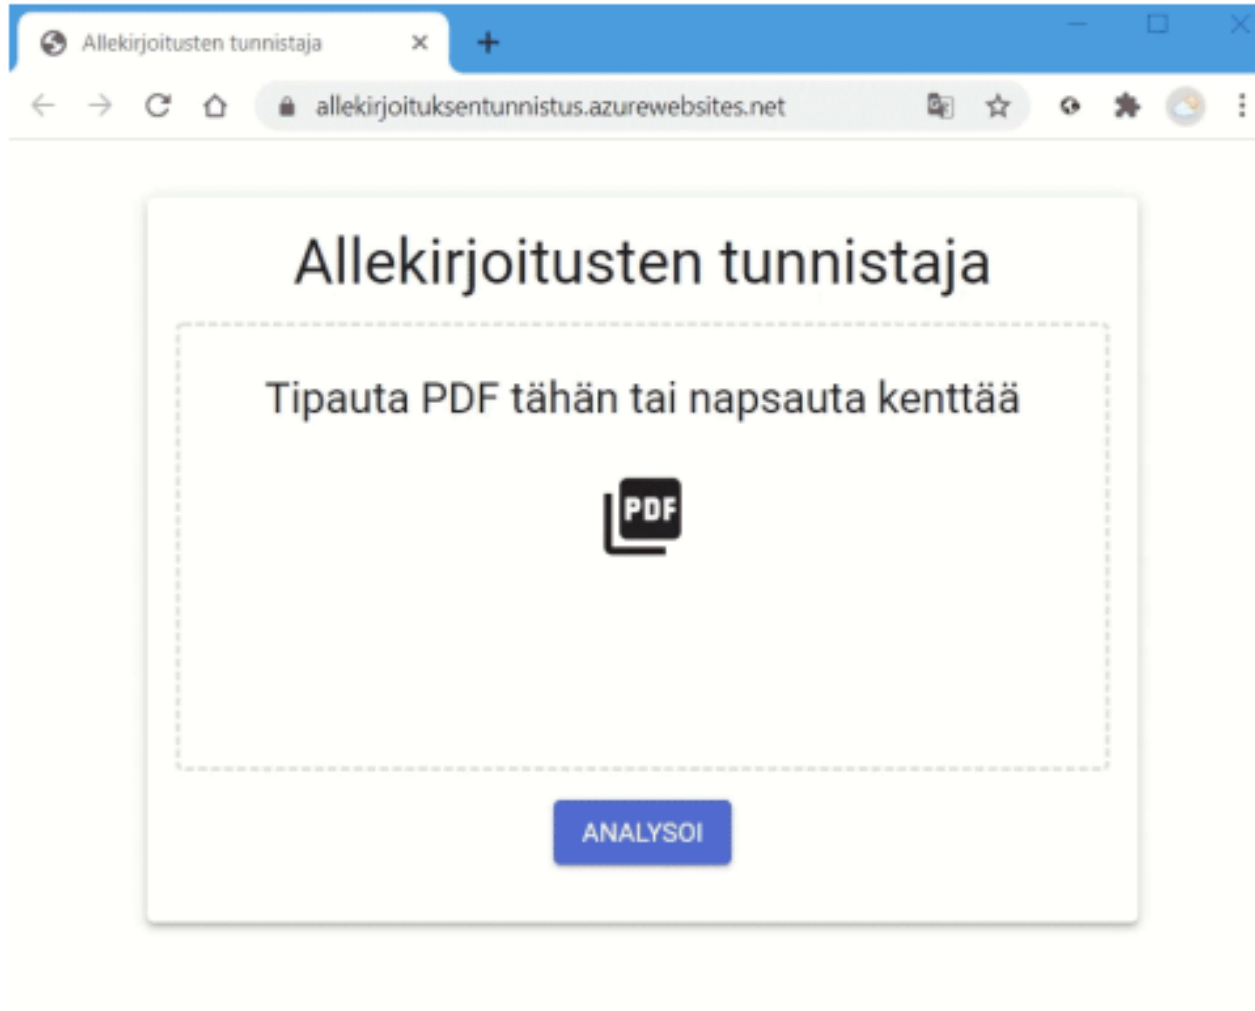 Allekirjoitusten tunnistaja
allekirjoituksentunnistus.azurewebsites.net
Allekirjoitusten tunnistaja
Tipauta PDF tähän tai napsauta kenttää
PDF
ANALYSOI